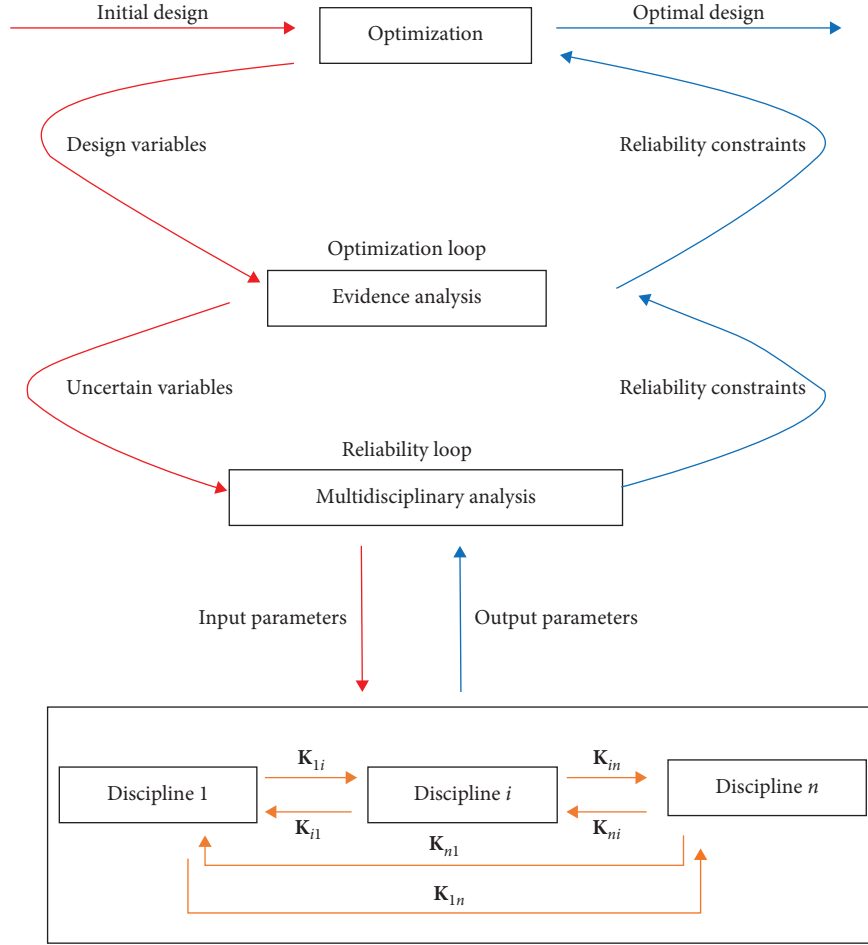 Initial design
Optimization
Optimal design
Design variables
Reliability constraints
Optimization loop
Evidence analysis
Uncertain variables
Reliability constraints
Reliability loop
Multidisciplinary analysis
Input parameters
Output parameters
K1i
Kin
Discipline 1
Discipline i
Discipline n
Ki1
Kni
Kn1
K1n